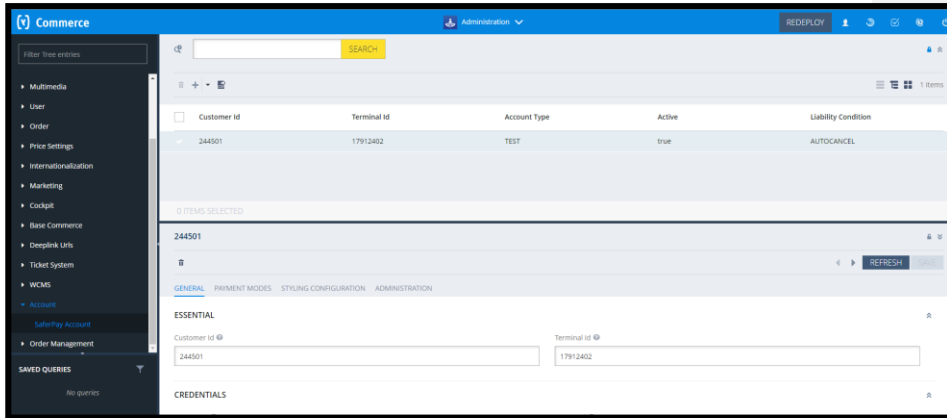 (y) Commerce
Administration
REDEPLOY
Filter Tree entries
Multimedia
User
Order
Price Settings
Internationalization
Marketing
Cockpit
Base Commerce
Deeplink Urls
Ticket System
WCMS
Account
SaferPay Account
Order Management
SAVED QUERIES
No queries
SEARCH
1 items
Customer Id Terminal Id Account Type Active Liability Condition
244501 17912402 TEST true AUTOCANCEL
0 ITEMS SELECTED
244501
REFRESH SAVE
GENERAL PAYMENT MODES STYLING CONFIGURATION ADMINISTRATION
ESSENTIAL
Customer Id Terminal Id
244501 17912402
CREDENTIALS